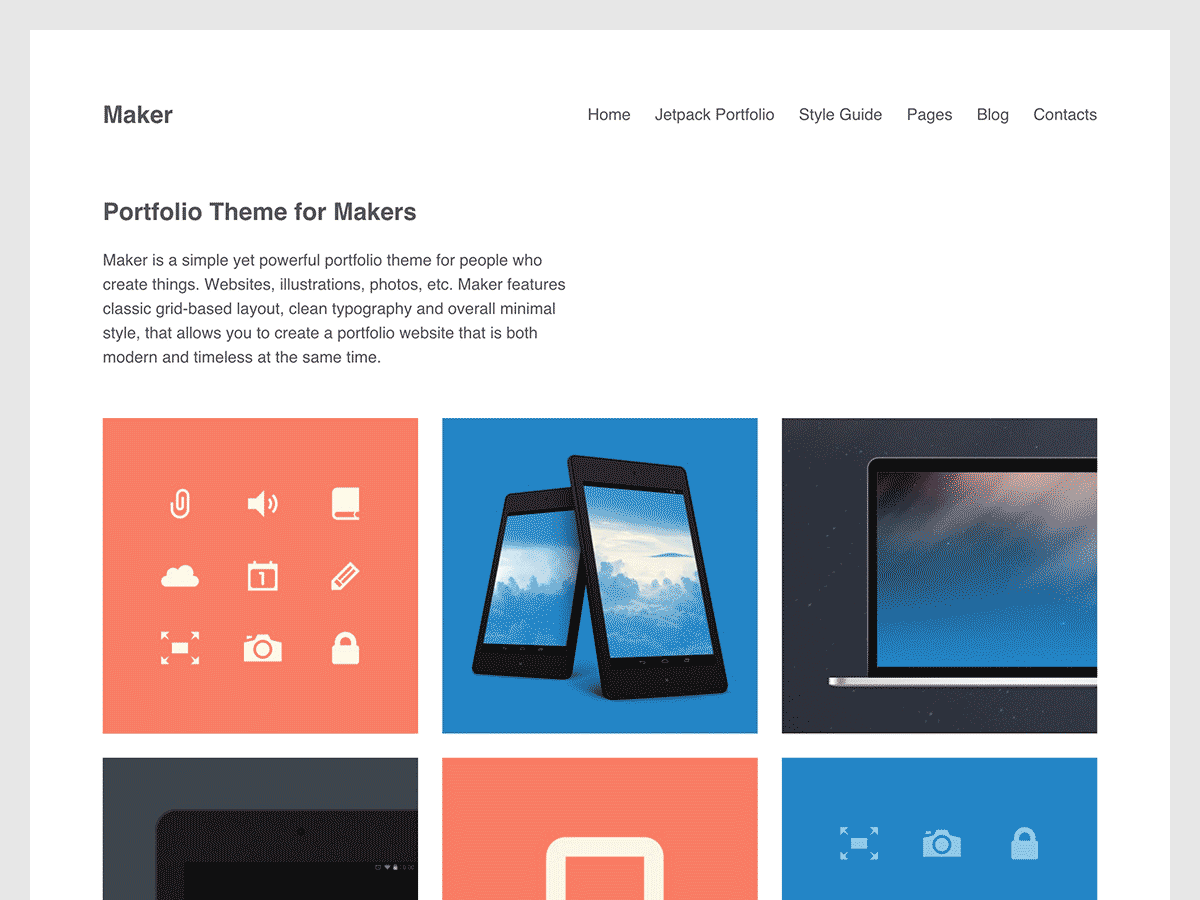 Maker
Home Jetpack Portfolio Style Guide Pages Blog Contacts
Portfolio Theme for Makers
Maker is a simple yet powerful portfolio theme for people who
create things. Websites, illustrations, photos, etc. Maker features
classic grid-based layout, clean typography and overall minimal
style, that allows you to create a portfolio website that is both
modern and timeless at the same time.
1